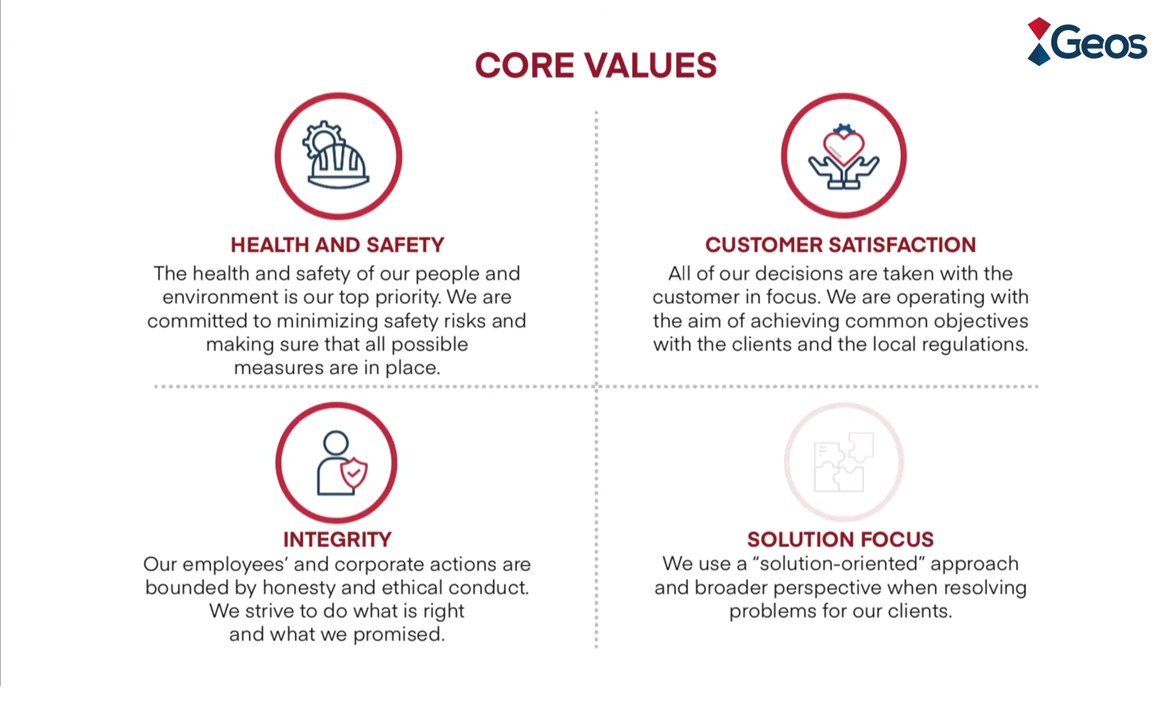 Geos
CORE VALUES
HEALTH AND SAFETY
The health and safety of our people and
environment is our top priority. We are
committed to minimizing safety risks and
making sure that all possible
measures are in place.
CUSTOMER SATISFACTION
All of our decisions are taken with the
customer in focus. We are operating with
the aim of achieving common objectives
with the clients and the local regulations.
INTEGRITY
Our employees’ and corporate actions are
bounded by honesty and ethical conduct.
We strive to do what is right
and what we promised.
SOLUTION FOCUS
We use a “solution-oriented” approach
and broader perspective when resolving
problems for our clients.